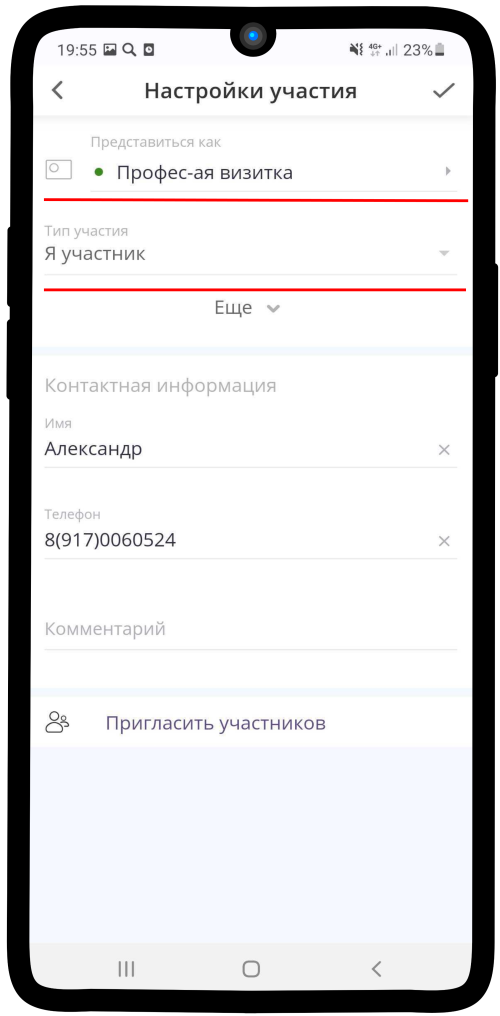 19:55
4G+
23%
Настройки участия
Представиться как
Профес-ая визитка
Тип участия
Я участник
Еще
Контактная информация
Имя
Александр
Телефон
8(917)0060524
Комментарий
Пригласить участников